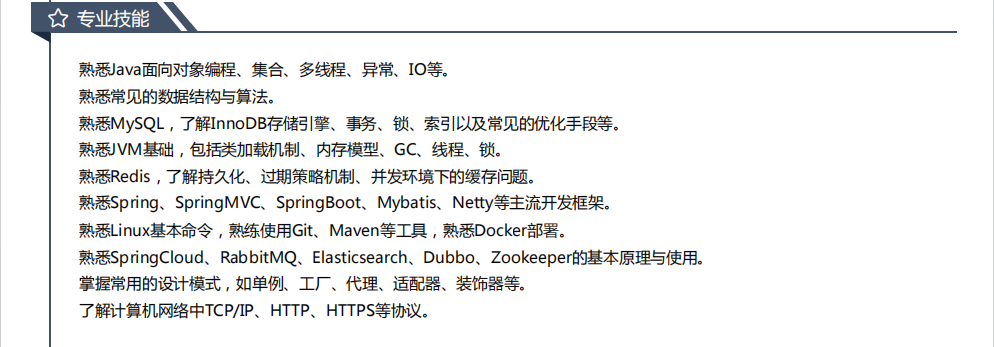 专业技能
熟悉Java面向对象编程、集合、多线程、异常、IO等。
熟悉常见的数据结构与算法。
熟悉MySQL，了解InnoDB存储引擎、事务、锁、索引以及常见的优化手段等。
熟悉JVM基础，包括类加载机制、内存模型、GC、线程、锁。
熟悉Redis，了解持久化、过期策略机制、并发环境下的缓存问题。
熟悉Spring、SpringMVC、SpringBoot、Mybatis、Netty等主流开发框架。
熟悉Linux基本命令，熟练使用Git、Maven等工具，熟悉Docker部署。
熟悉SpringCloud、RabbitMQ、Elasticsearch、Dubbo、Zookeeper的基本原理与使用。
掌握常用的设计模式，如单例、工厂、代理、适配器、装饰器等。
了解计算机网络中TCP/IP、HTTP、HTTPS等协议。